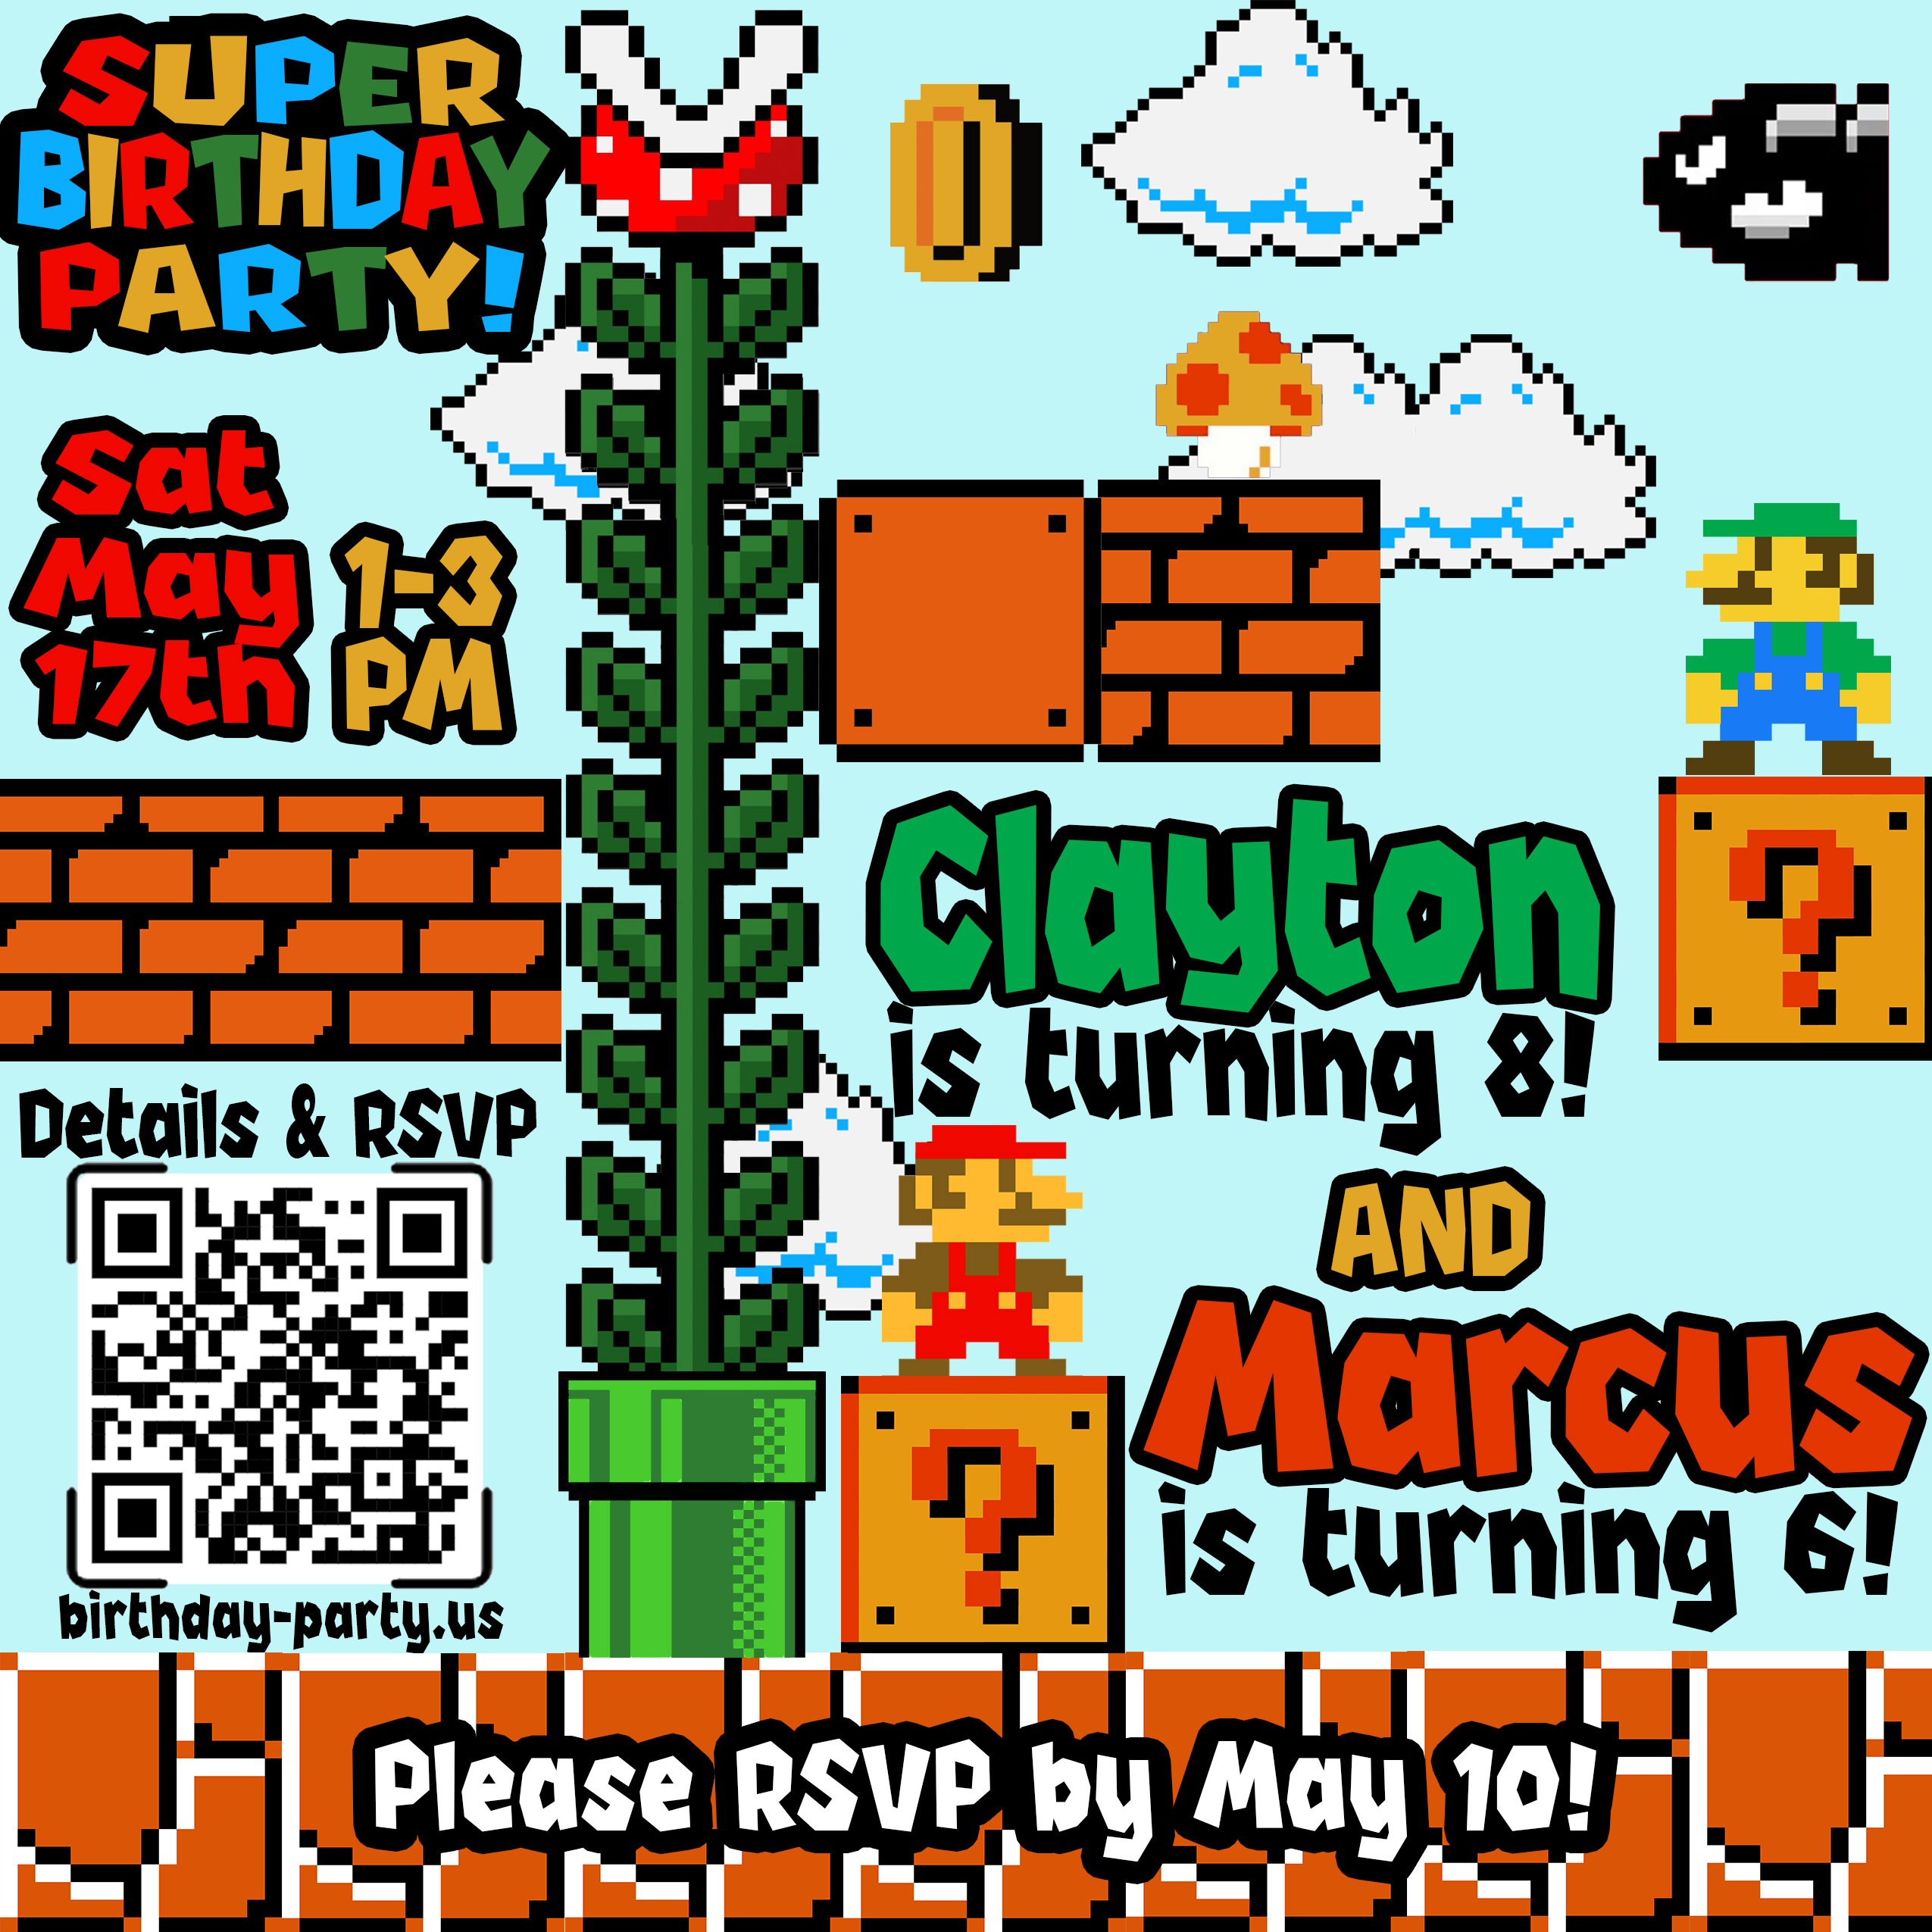 SUPER
BIRTHDAY
PARTY!
Sat
May
17th
1-3
PM
Clayton
is turning 8!
AND
Marcus
is turning 6!
Details & RSVP
birthday-party.us
Please RSVP by May 10!